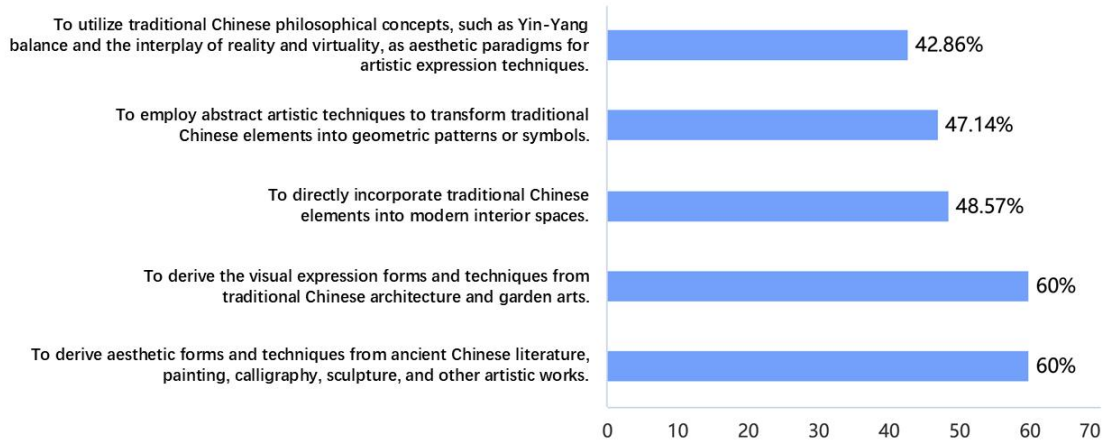 To utilize traditional Chinese philosophical concepts, such as Yin-Yang
balance and the interplay of reality and virtuality, as aesthetic paradigms for
artistic expression techniques.
42.86%
To employ abstract artistic techniques to transform traditional
Chinese elements into geometric patterns or symbols.
47.14%
To directly incorporate traditional Chinese
elements into modern interior spaces.
48.57%
To derive the visual expression forms and techniques from
traditional Chinese architecture and garden arts.
60%
To derive aesthetic forms and techniques from ancient Chinese literature,
painting, calligraphy, sculpture, and other artistic works.
60%
0 10 20 30 40 50 60 70